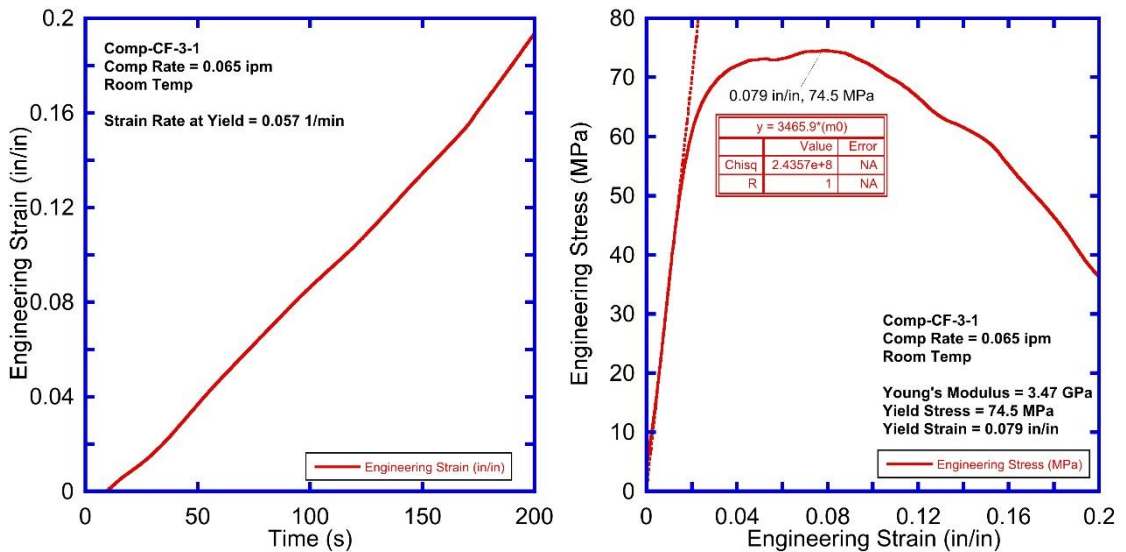 0.2
0.16
0.12
0.08
0.04
0
Engineering Strain (in/in)
Comp-CF-3-1
Comp Rate = 0.065 ipm
Room Temp
Strain Rate at Yield = 0.057 1/min
Engineering Strain (in/in)
0 50 100 150 200
Time (s)
80
70
60
50
40
30
20
10
0
Engineering Stress (MPa)
0.079 in/in, 74.5 MPa
y = 3465.9*(m0)
Value Error
Chisq 2.4357e+8 NA
R 1 NA
Comp-CF-3-1
Comp Rate = 0.065 ipm
Room Temp
Young's Modulus = 3.47 GPa
Yield Stress = 74.5 MPa
Yield Strain = 0.079 in/in
Engineering Stress (MPa)
0 0.04 0.08 0.12 0.16 0.2
Engineering Strain (in/in)